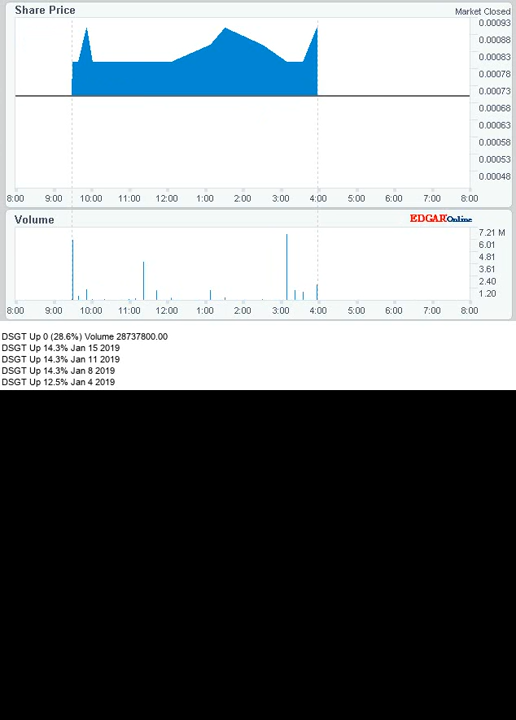 Share Price
Market Closed
0.00093
0.00088
0.00083
0.00078
0.00073
0.00068
0.00063
0.00058
0.00053
0.00048
8:00 9:00 10:00 11:00 12:00 1:00 2:00 3:00 4:00 5:00 6:00 7:00 8:00
Volume
EDGAROnline
7.21 M
6.01
4.81
3.61
2.40
1.20
8:00 9:00 10:00 11:00 12:00 1:00 2:00 3:00 4:00 5:00 6:00 7:00 8:00
DSGT Up 0 (28.6%) Volume 28737800.00
DSGT Up 14.3% Jan 15 2019
DSGT Up 14.3% Jan 11 2019
DSGT Up 14.3% Jan 8 2019
DSGT Up 12.5% Jan 4 2019